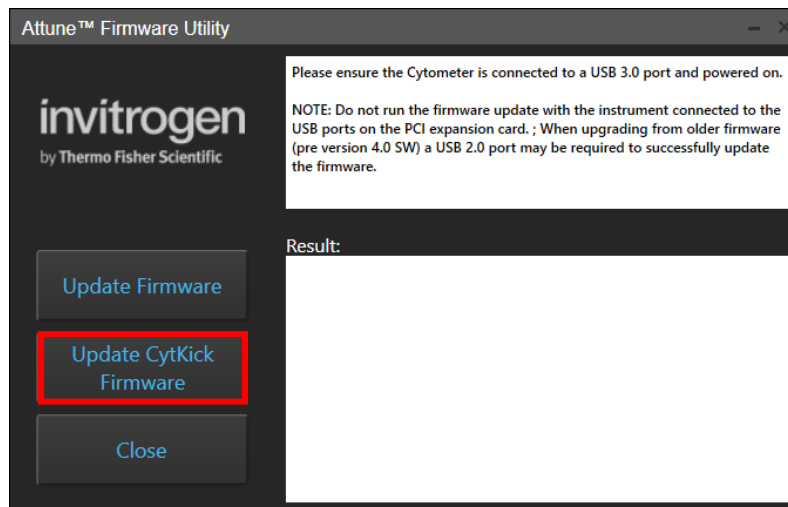 Attune™ Firmware Utility
Please ensure the Cytometer is connected to a USB 3.0 port and powered on.
NOTE: Do not run the firmware update with the instrument connected to the
USB ports on the PCI expansion card. ; When upgrading from older firmware
(pre version 4.0 SW) a USB 2.0 port may be required to successfully update
the firmware.
invitrogen
by Thermo Fisher Scientific
Result:
Update Firmware
Update CytKick
Firmware
Close